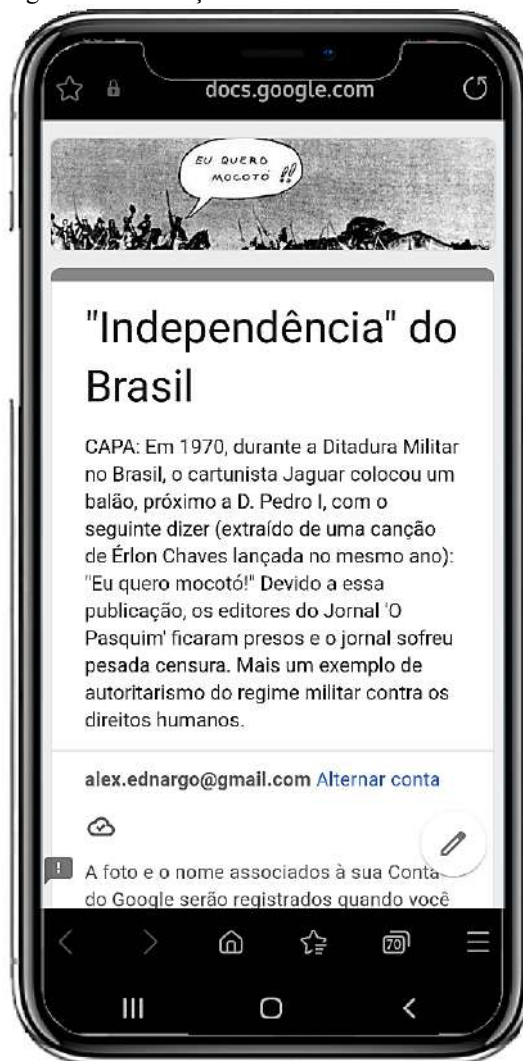 docs.google.com
EU QUERO
MOCOTÓ !!
"Independência" do
Brasil
CAPA: Em 1970, durante a Ditadura Militar
no Brasil, o cartunista Jaguar colocou um
balão, próximo a D. Pedro I, com o
seguinte dizer (extraído de uma canção
de Érlon Chaves lançada no mesmo ano):
"Eu quero mocotó!" Devido a essa
publicação, os editores do Jornal 'O
Pasquim' ficaram presos e o jornal sofreu
pesada censura. Mais um exemplo de
autoritarismo do regime militar contra os
direitos humanos.
alex.ednargo@gmail.com Alternar conta
A foto e o nome associados à sua Conta
do Google serão registrados quando você
70